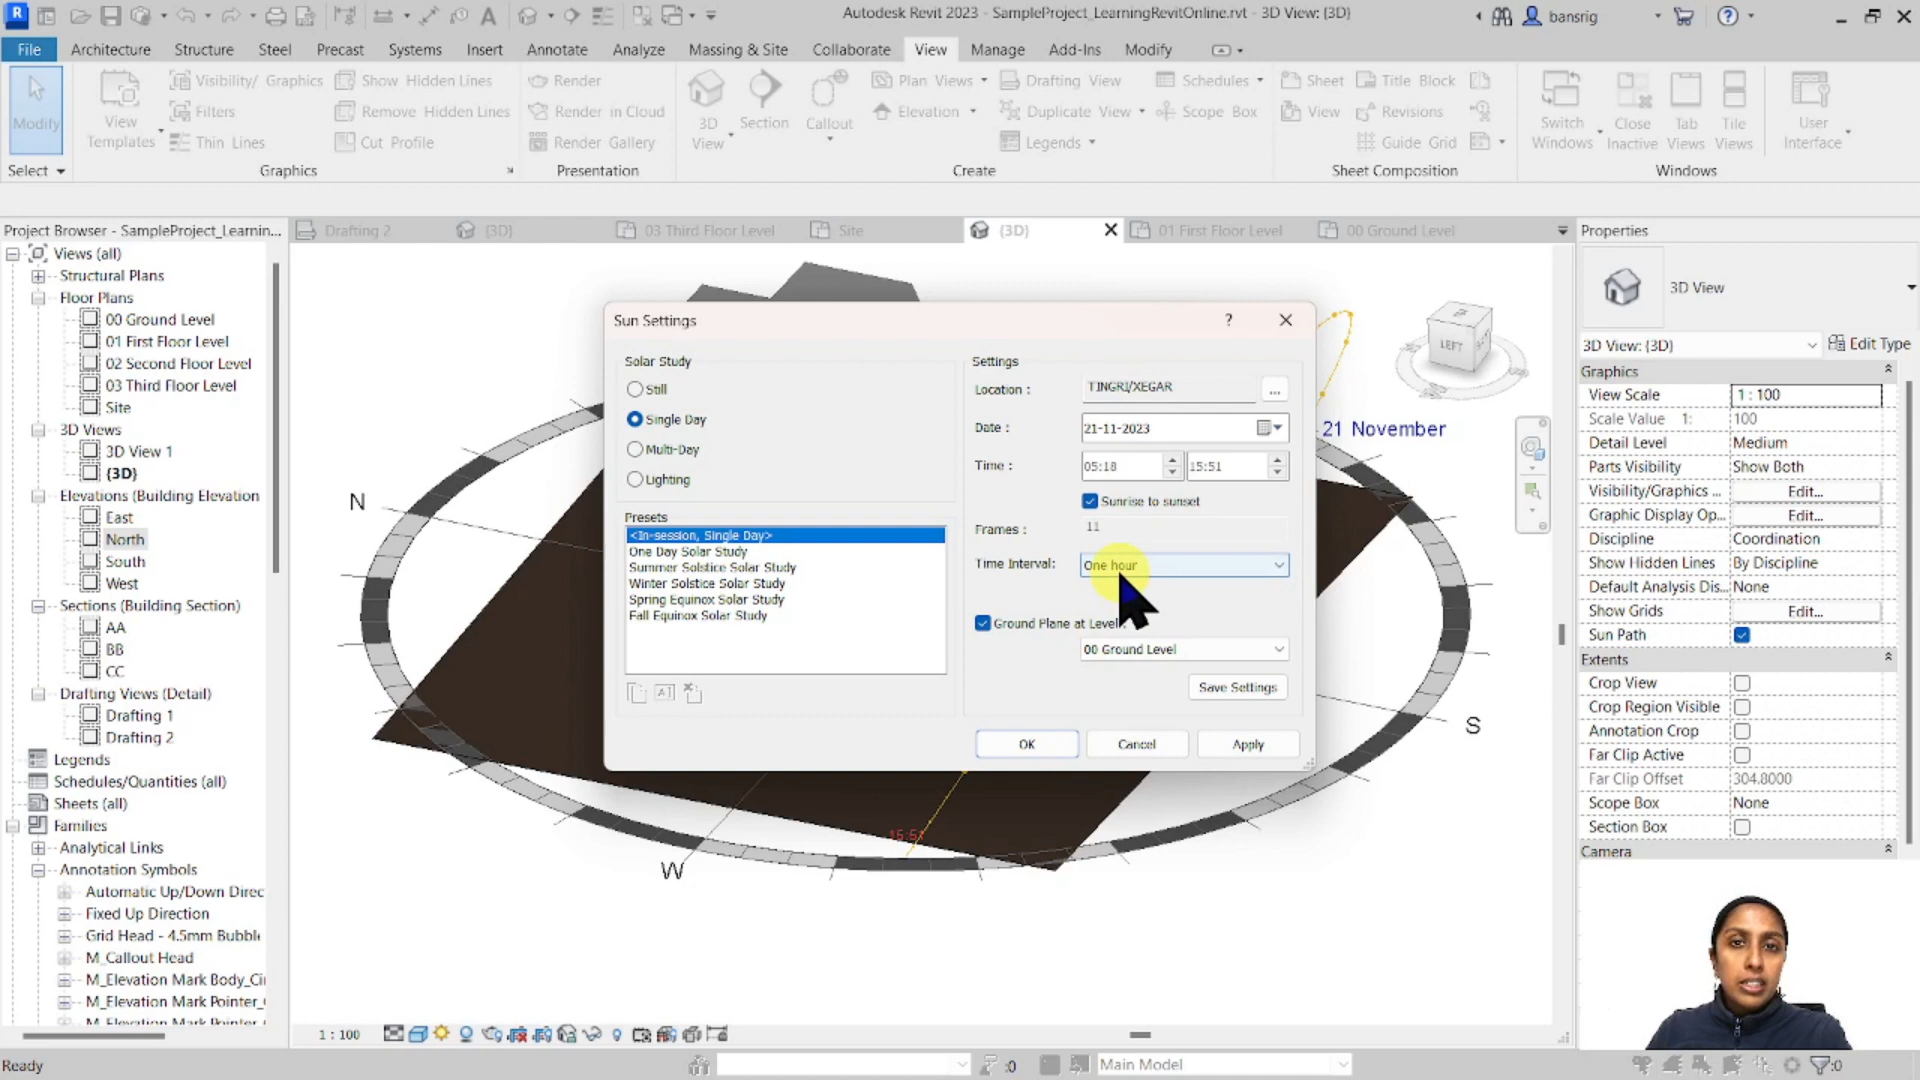 Autodesk Revit 2023 - SampleProject_LearningRevitOnline.rvt - 3D View: {3D}
bansrig
File Architecture Structure Steel Precast Systems Insert Annotate Analyze Massing & Site Collaborate View Manage Add-Ins Modify
Modify
View Templates
Visibility/ Graphics
Filters
Thin Lines
Show Hidden Lines
Remove Hidden Lines
Cut Profile
Render
Render in Cloud
Render Gallery
3D View
Section
Callout
Plan Views
Elevation
Drafting View
Duplicate View
Legends
Schedules
Scope Box
Sheet
View
Title Block
Revisions
Guide Grid
Switch Windows
Close Inactive
Tab Views
Tile Views
User Interface
Select Graphics Presentation Create Sheet Composition Windows
Project Browser - SampleProject_Learnin...
Drafting 2 {3D} 03 Third Floor Level Site {3D} 01 First Floor Level 00 Ground Level
Views (all)
Structural Plans
Floor Plans
00 Ground Level
01 First Floor Level
02 Second Floor Level
03 Third Floor Level
Site
3D Views
3D View 1
{3D}
Elevations (Building Elevation
East
North
South
West
Sections (Building Section)
AA
BB
CC
Drafting Views (Detail)
Drafting 1
Drafting 2
Legends
Schedules/Quantities (all)
Sheets (all)
Families
Analytical Links
Annotation Symbols
Automatic Up/Down Direc
Fixed Up Direction
Grid Head - 4.5mm Bubble
M_Callout Head
M_Elevation Mark Body_Cir
M_Elevation Mark Pointer_
M_Elevation Mark Pointer_
Sun Settings
?
Solar Study
Still
Single Day
Multi-Day
Lighting
Presets
<In-session, Single Day>
One Day Solar Study
Summer Solstice Solar Study
Winter Solstice Solar Study
Spring Equinox Solar Study
Fall Equinox Solar Study
Settings
Location : TINGRI/XEGAR ...
Date : 21-11-2023
Time : 05:18 15:51
Sunrise to sunset
Frames : 11
Time Interval: One hour
Ground Plane at Level :
00 Ground Level
Save Settings
OK Cancel Apply
N
S
W
21 November
15:51
LEFT
Properties
3D View
3D View: {3D} Edit Type
Graphics
View Scale 1 : 100
Scale Value 1: 100
Detail Level Medium
Parts Visibility Show Both
Visibility/Graphics ... Edit...
Graphic Display Op... Edit...
Discipline Coordination
Show Hidden Lines By Discipline
Default Analysis Dis... None
Show Grids Edit...
Sun Path
Extents
Crop View
Crop Region Visible
Annotation Crop
Far Clip Active
Far Clip Offset 304.8000
Scope Box None
Section Box
Camera
1 : 100
Ready
:0
Main Model
:0